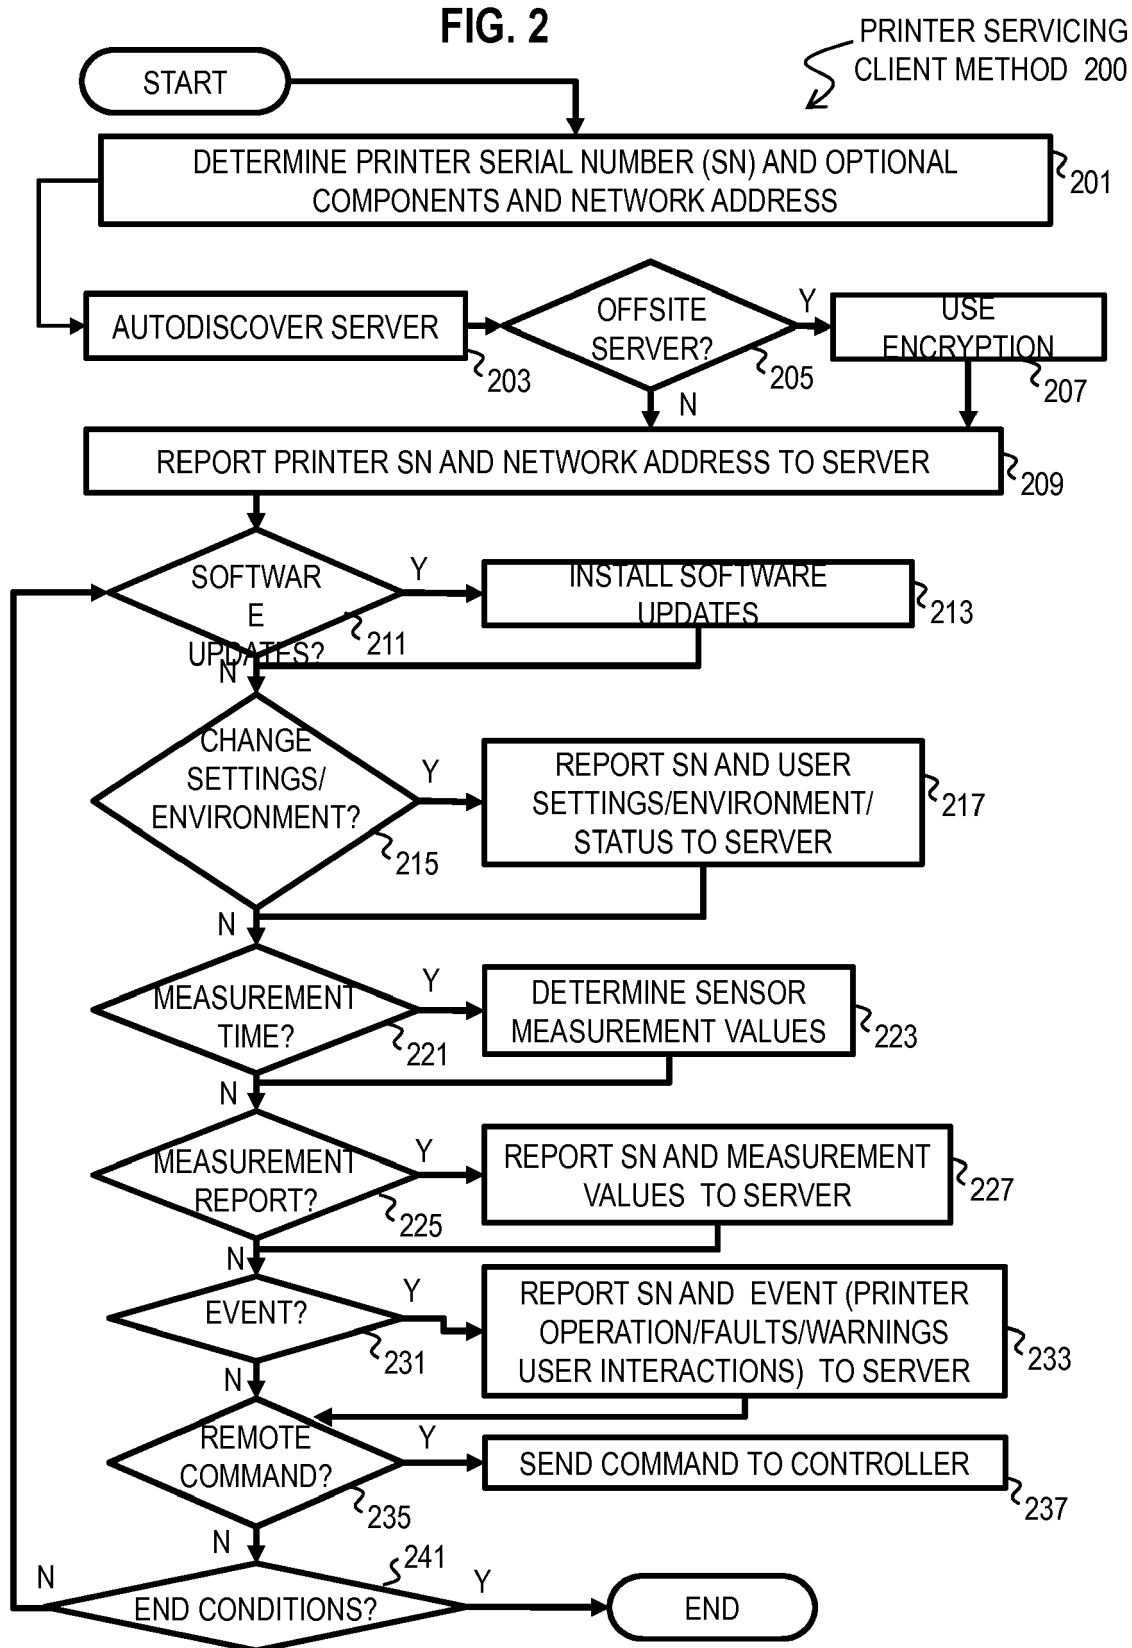 FIG. 2
PRINTER SERVICING
CLIENT METHOD 200
START
DETERMINE PRINTER SERIAL NUMBER (SN) AND OPTIONAL
COMPONENTS AND NETWORK ADDRESS
201
AUTODISCOVER SERVER
203
OFFSITE
SERVER?
205
Y
N
USE
ENCRYPTION
207
REPORT PRINTER SN AND NETWORK ADDRESS TO SERVER
209
SOFTWAR
E
UPDATES?
211
Y
N
INSTALL SOFTWARE
UPDATES
213
CHANGE
SETTINGS/
ENVIRONMENT?
215
Y
N
REPORT SN AND USER
SETTINGS/ENVIRONMENT/
STATUS TO SERVER
217
MEASUREMENT
TIME?
221
Y
N
DETERMINE SENSOR
MEASUREMENT VALUES
223
MEASUREMENT
REPORT?
225
Y
N
REPORT SN AND MEASUREMENT
VALUES TO SERVER
227
EVENT?
231
Y
N
REPORT SN AND EVENT (PRINTER
OPERATION/FAULTS/WARNINGS
USER INTERACTIONS) TO SERVER
233
REMOTE
COMMAND?
235
Y
N
SEND COMMAND TO CONTROLLER
237
241
N
END CONDITIONS?
Y
END